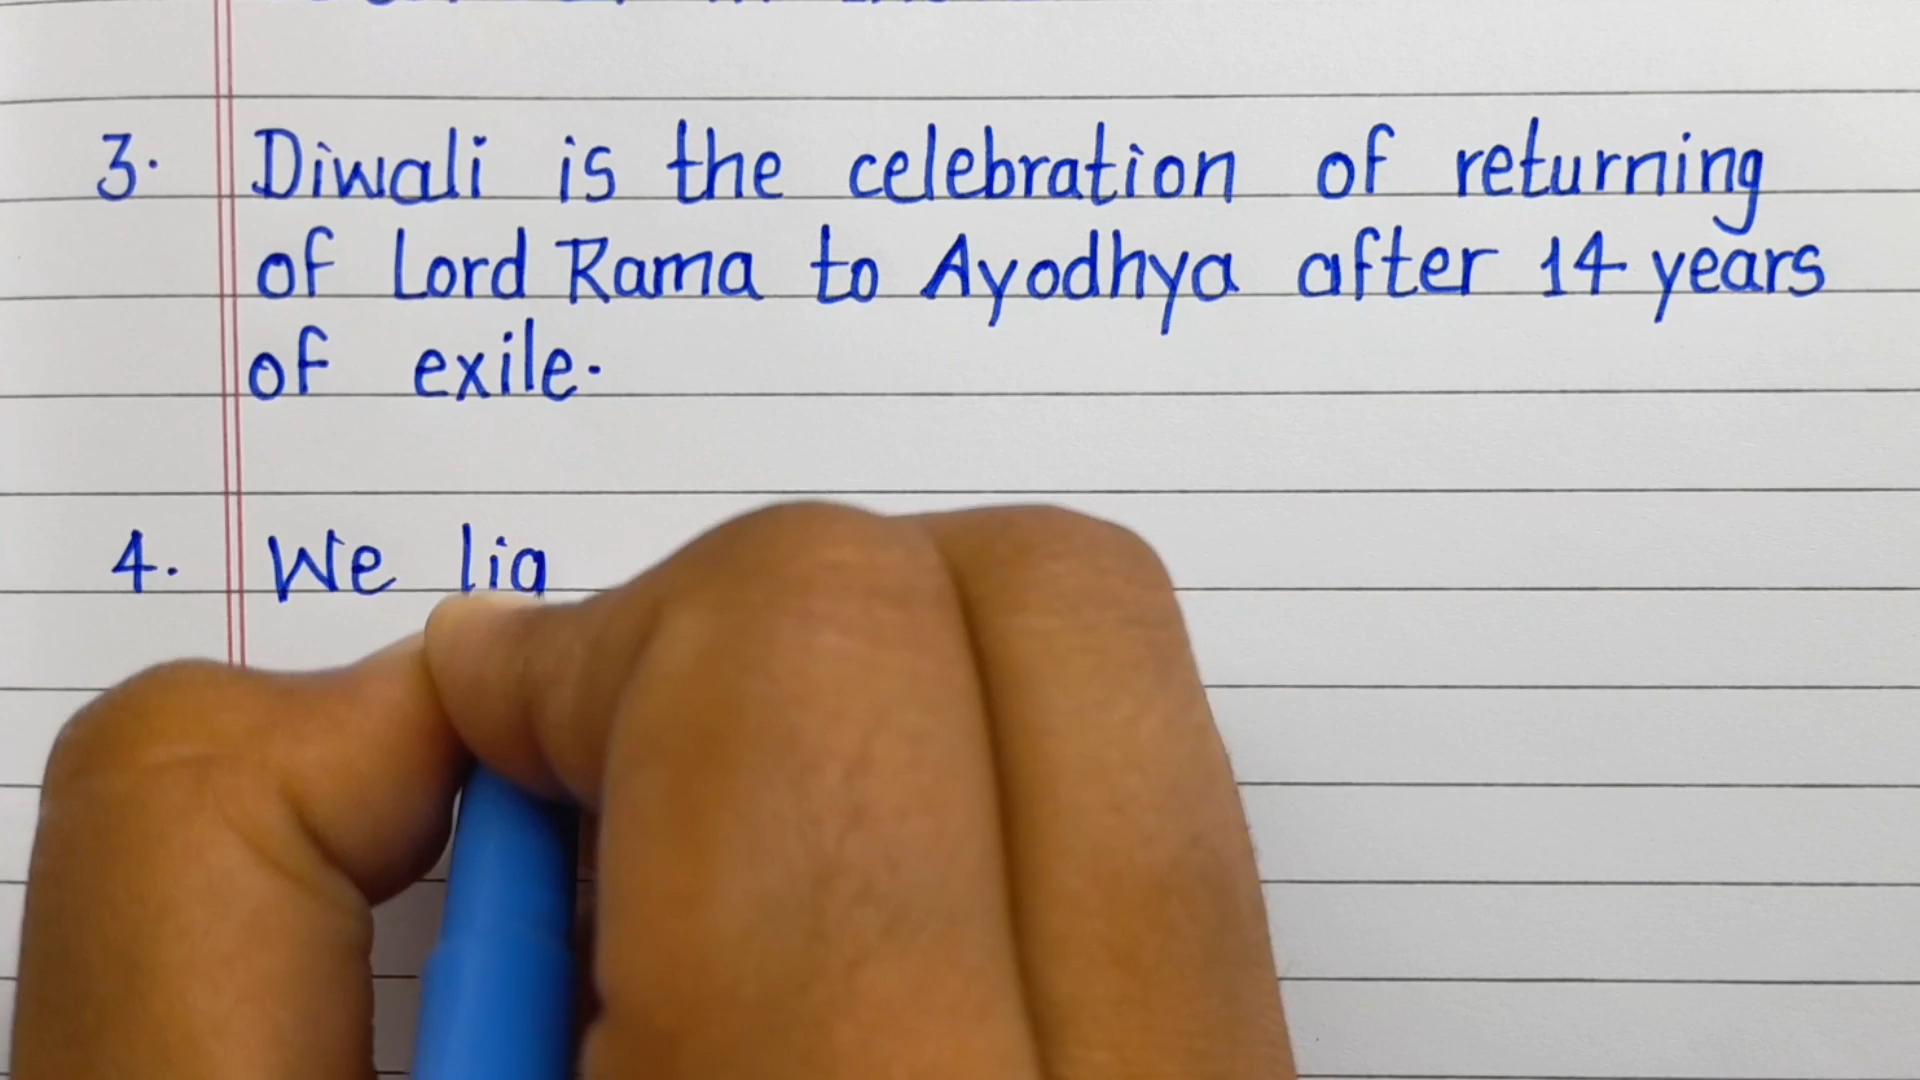 3. Diwali is the celebration of returning
of Lord Rama to Ayodhya after 14 years
of exile.
4. We